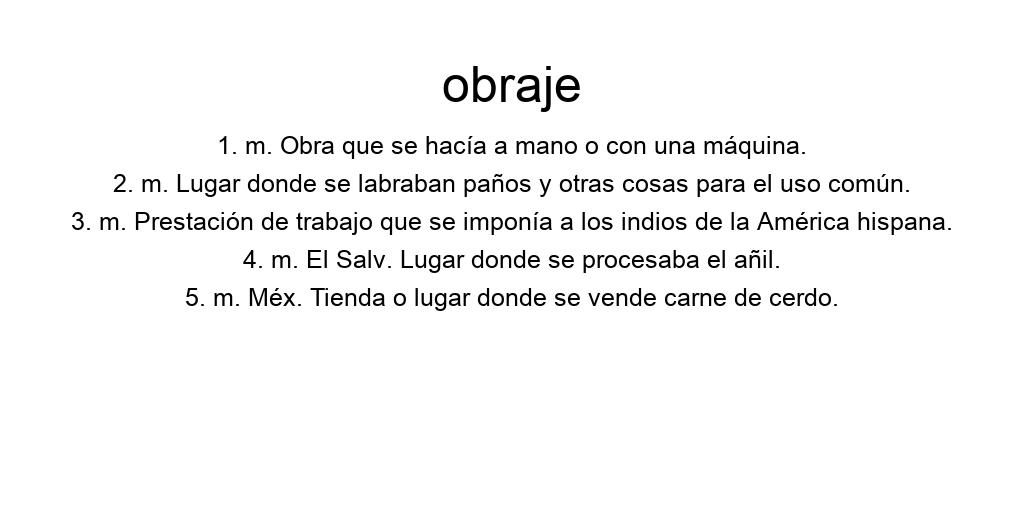 obraje
1. m. Obra que se hacía a mano o con una máquina.
2. m. Lugar donde se labraban paños y otras cosas para el uso común.
3. m. Prestación de trabajo que se imponía a los indios de la América hispana.
4. m. El Salv. Lugar donde se procesaba el añil.
5. m. Méx. Tienda o lugar donde se vende carne de cerdo.